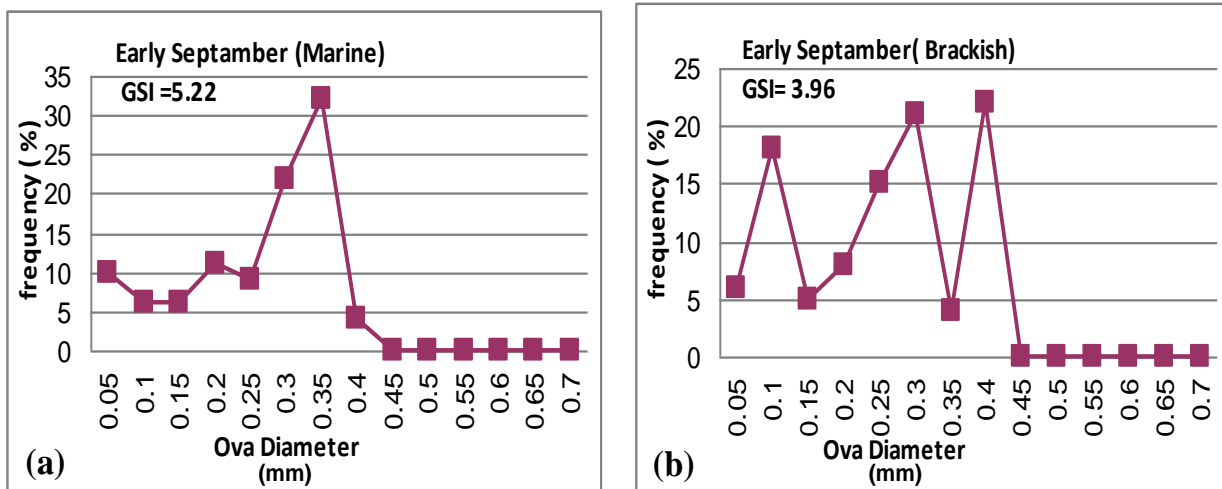 Early Septamber (Marine)
GSI =5.22
35
30
25
20
15
10
5
0
frequency ( %)
0.05 0.1 0.15 0.2 0.25 0.3 0.35 0.4 0.45 0.5 0.55 0.6 0.65 0.7
Ova Diameter
(mm)
(a)
Early Septamber( Brackish)
GSI= 3.96
25
20
15
10
5
0
frequency ( %)
0.05 0.1 0.15 0.2 0.25 0.3 0.35 0.4 0.45 0.5 0.55 0.6 0.65 0.7
Ova Diameter
(mm)
(b)